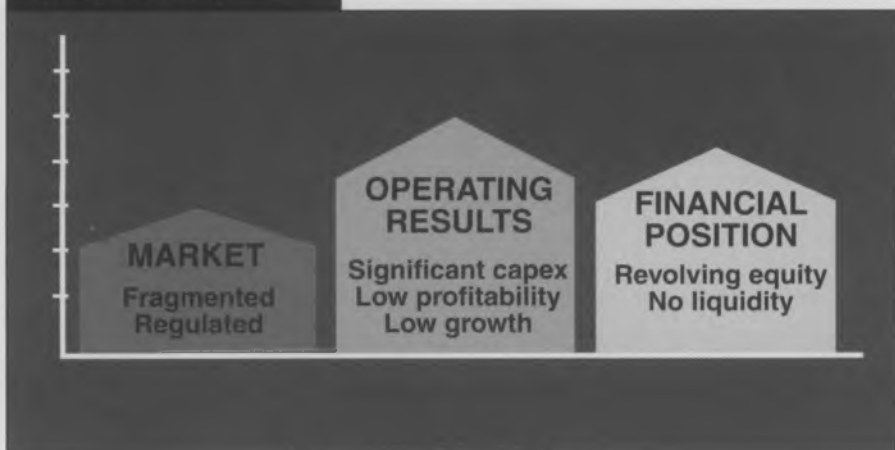 MARKET
Fragmented
Regulated
OPERATING
RESULTS
Significant capex
Low profitability
Low growth
FINANCIAL
POSITION
Revolving equity
No liquidity